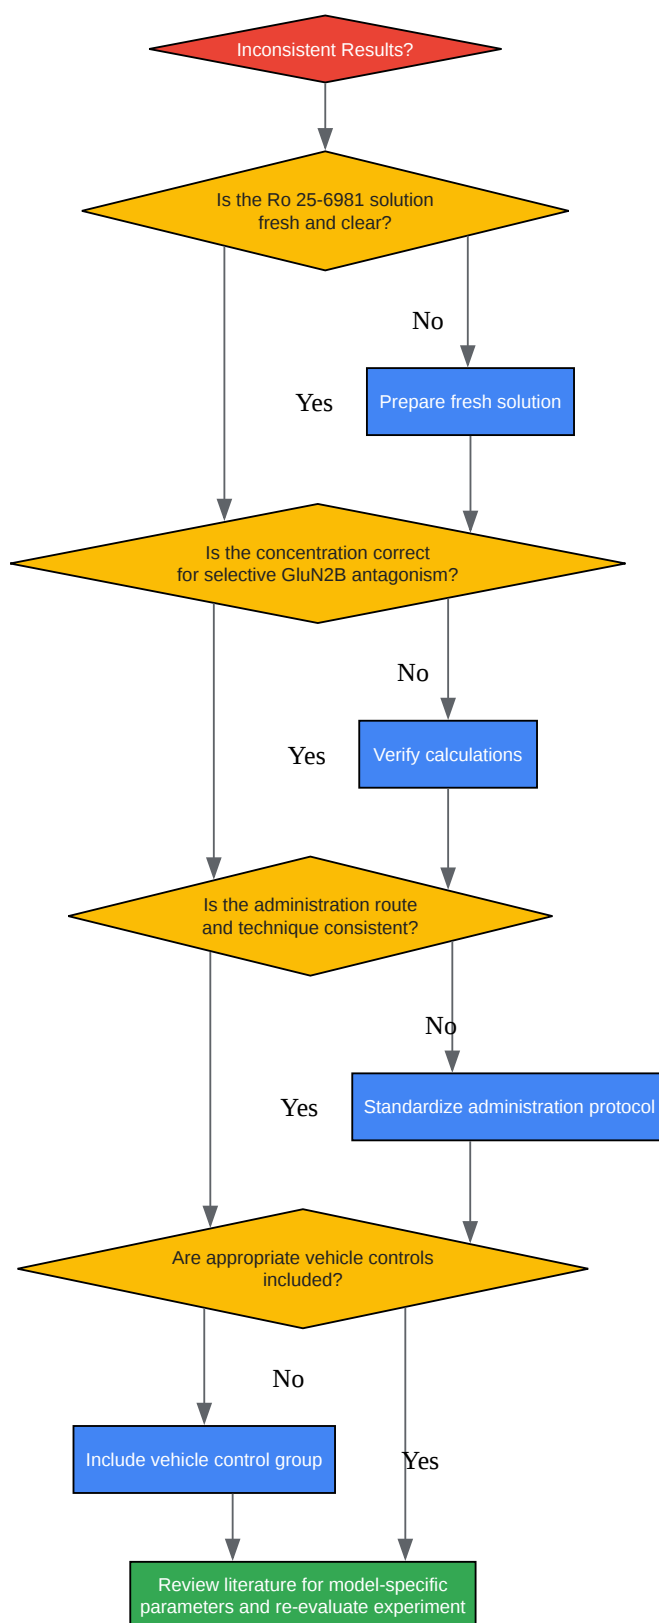 Inconsistent Results?
Is the Ro 25-6981 solution
fresh and clear?
No
Yes
Prepare fresh solution
Is the concentration correct
for selective GluN2B antagonism?
No
Yes
Verify calculations
Is the administration route
and technique consistent?
No
Yes
Standardize administration protocol
Are appropriate vehicle controls
included?
No
Include vehicle control group
Yes
Review literature for model-specific
parameters and re-evaluate experiment